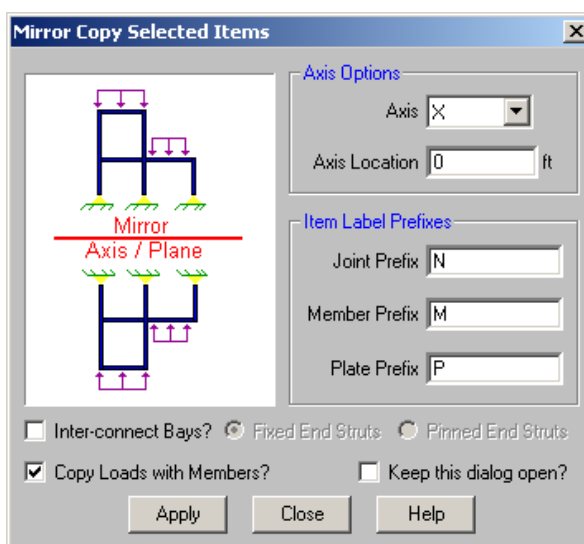 Mirror Copy Selected Items
Mirror
Axis / Plane
Axis Options
Axis X
Axis Location 0 ft
Item Label Prefixes
Joint Prefix N
Member Prefix M
Plate Prefix P
Inter-connect Bays? Fixed End Struts Pinned End Struts
Copy Loads with Members? Keep this dialog open?
Apply Close Help